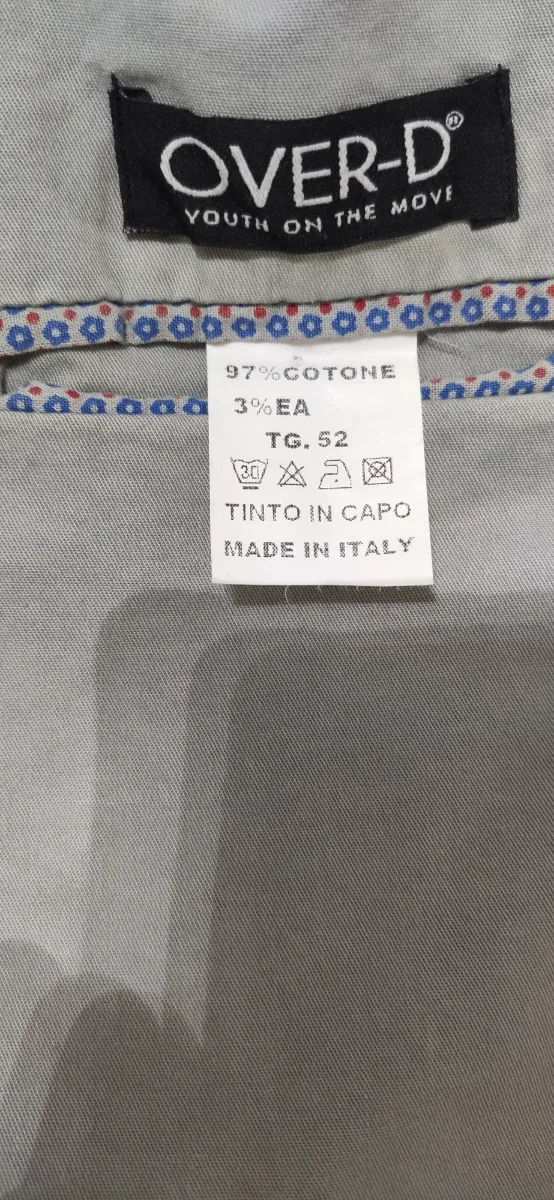 OVER-D®
YOUTH ON THE MOVE
97%COTONE
3%EA
TG. 52
30
TINTO IN CAPO
MADE IN ITALY